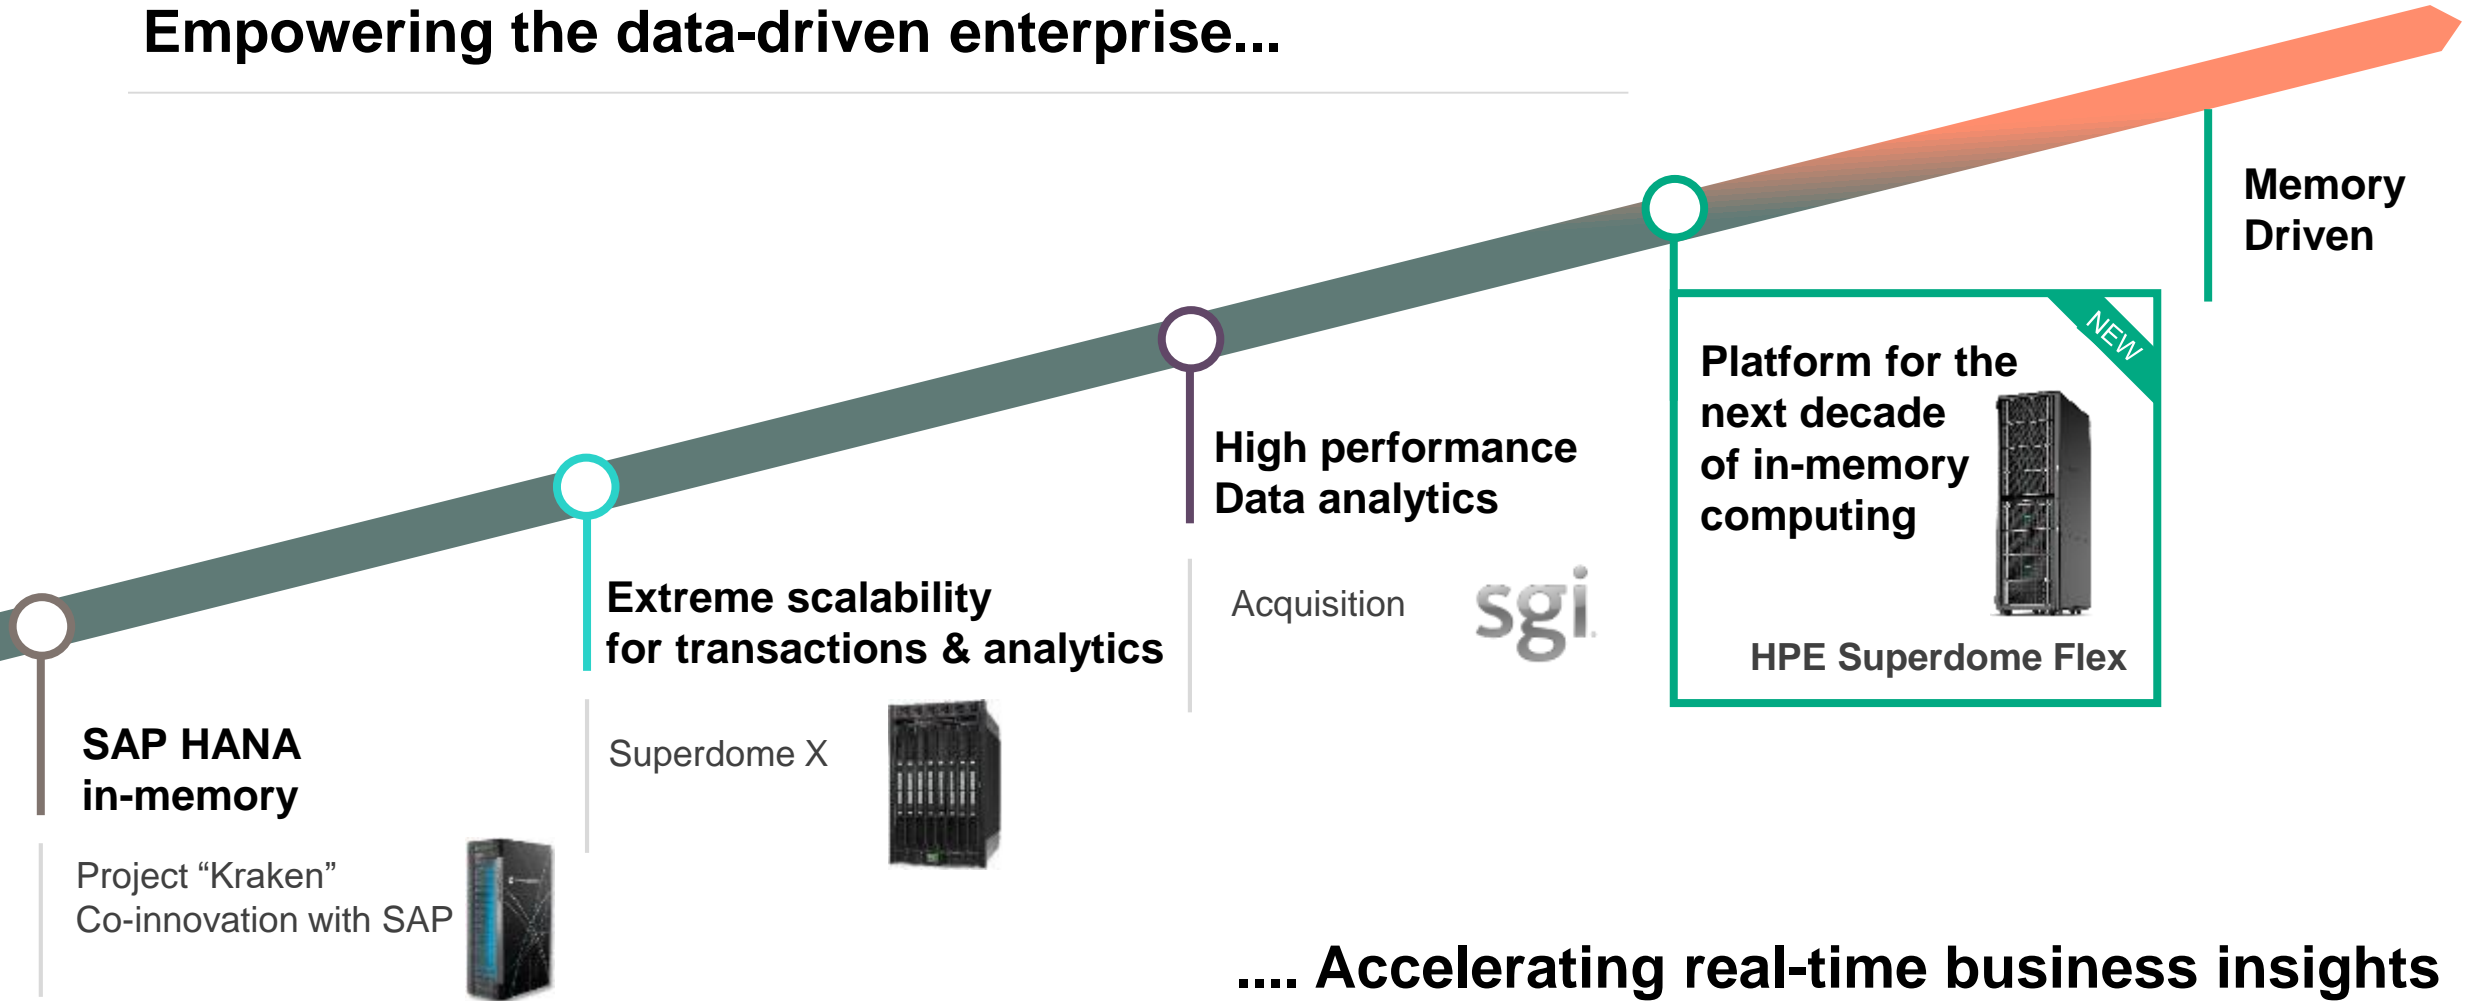 Empowering the data-driven enterprise...
Memory
Driven
NEW
Platform for the
next decade
of in-memory
computing
HPE Superdome Flex
High performance
Data analytics
Acquisition
sgi
Extreme scalability
for transactions & analytics
Superdome X
SAP HANA
in-memory
Project “Kraken”
Co-innovation with SAP
.... Accelerating real-time business insights